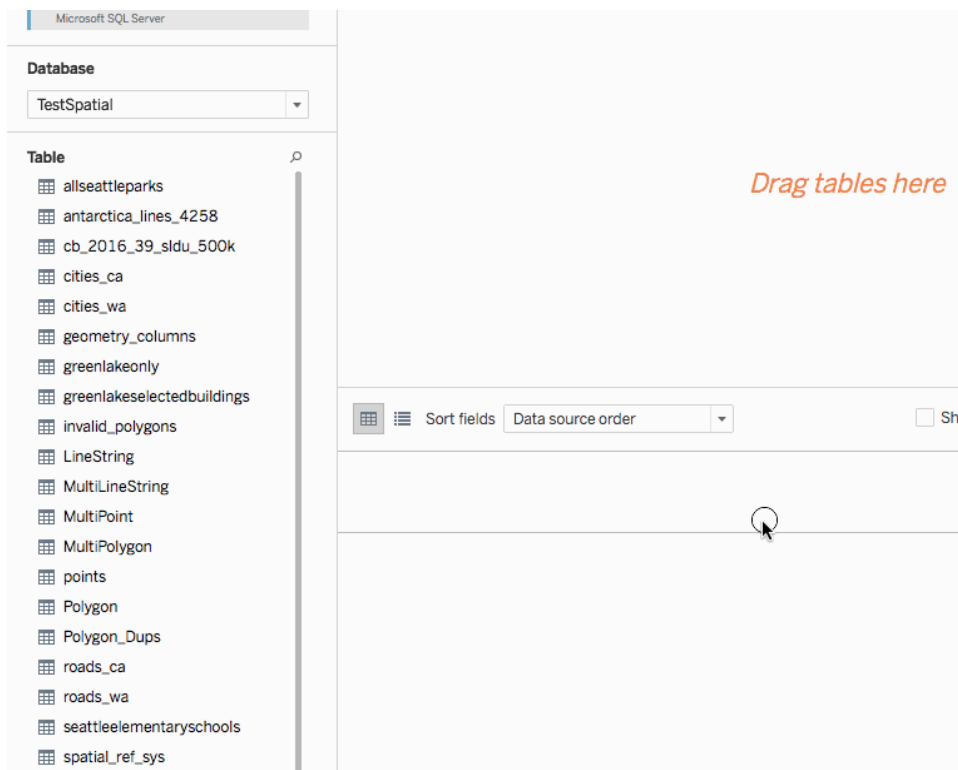 Microsoft SQL Server
Database
TestSpatial
Table
allseattleparks
antarctica_lines_4258
cb_2016_39_sldu_500k
cities_ca
cities_wa
geometry_columns
greenlakeonly
greenlakeselectedbuildings
invalid_polygons
LineString
MultiLineString
MultiPoint
MultiPolygon
points
Polygon
Polygon_Dups
roads_ca
roads_wa
seattleelementaryschools
spatial_ref_sys
Drag tables here
Sort fields Data source order Sh